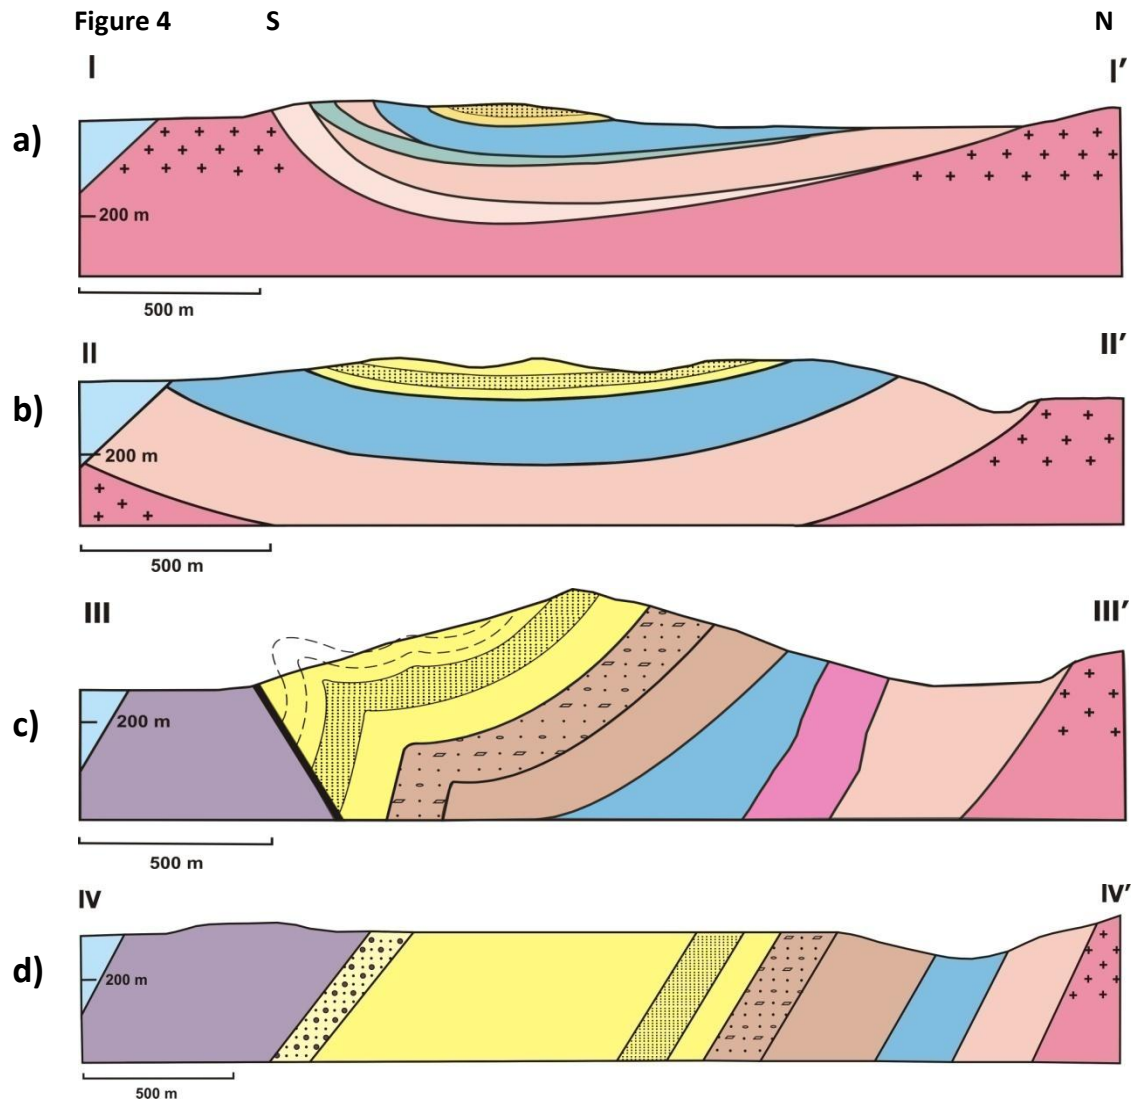 Figure 4 S N
I I′
a)
200 m
500 m
II II′
b)
200 m
500 m
III III′
c)
200 m
500 m
IV IV′
d)
200 m
500 m